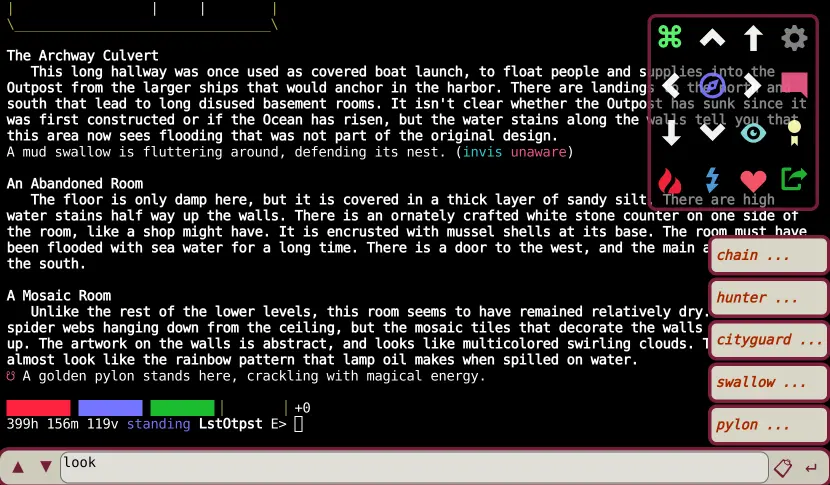 The Archway Culvert
This long hallway was once used as covered boat launch, to float people and supplies into the
Outpost from the larger ships that would anchor in the harbor. There are landings to the north and
south that lead to long disused basement rooms. It isn't clear whether the Outpost has sunk since it
was first constructed or if the Ocean has risen, but the water stains along the walls tell you that
this area now sees flooding that was not part of the original design.
A mud swallow is fluttering around, defending its nest. (invis unaware)
An Abandoned Room
The floor is only damp here, but it is covered in a thick layer of sandy silt. There are high
water stains half way up the walls. There is an ornately crafted white stone counter on one side of
the room, like a shop might have. It is encrusted with mussel shells at its base. The room must have
been flooded with sea water for a long time. There is a door to the west, and the main
the south.
A Mosaic Room
Unlike the rest of the lower levels, this room seems to have remained relatively dry.
spider webs hanging down from the ceiling, but the mosaic tiles that decorate the walls
up. The artwork on the walls is abstract, and looks like multicolored swirling clouds.
almost look like the rainbow pattern that lamp oil makes when spilled on water.
A golden pylon stands here, crackling with magical energy.
+0
399h 156m 119v standing LstOtpst E>
chain ...
hunter ...
cityguard ...
swallow ...
pylon ...
look